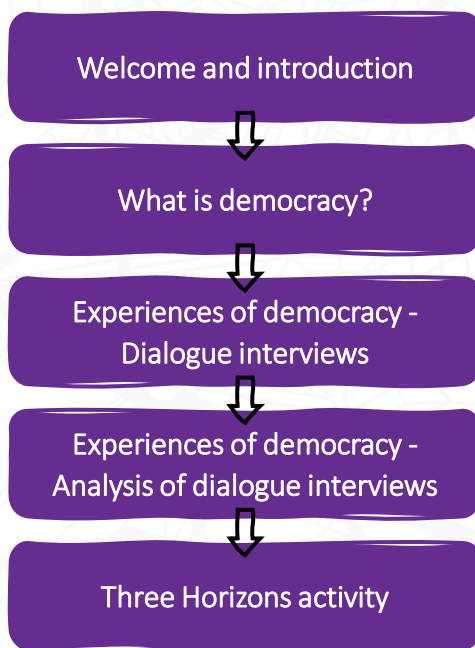 Welcome and introduction
What is democracy?
Experiences of democracy -
Dialogue interviews
Experiences of democracy -
Analysis of dialogue interviews
Three Horizons activity